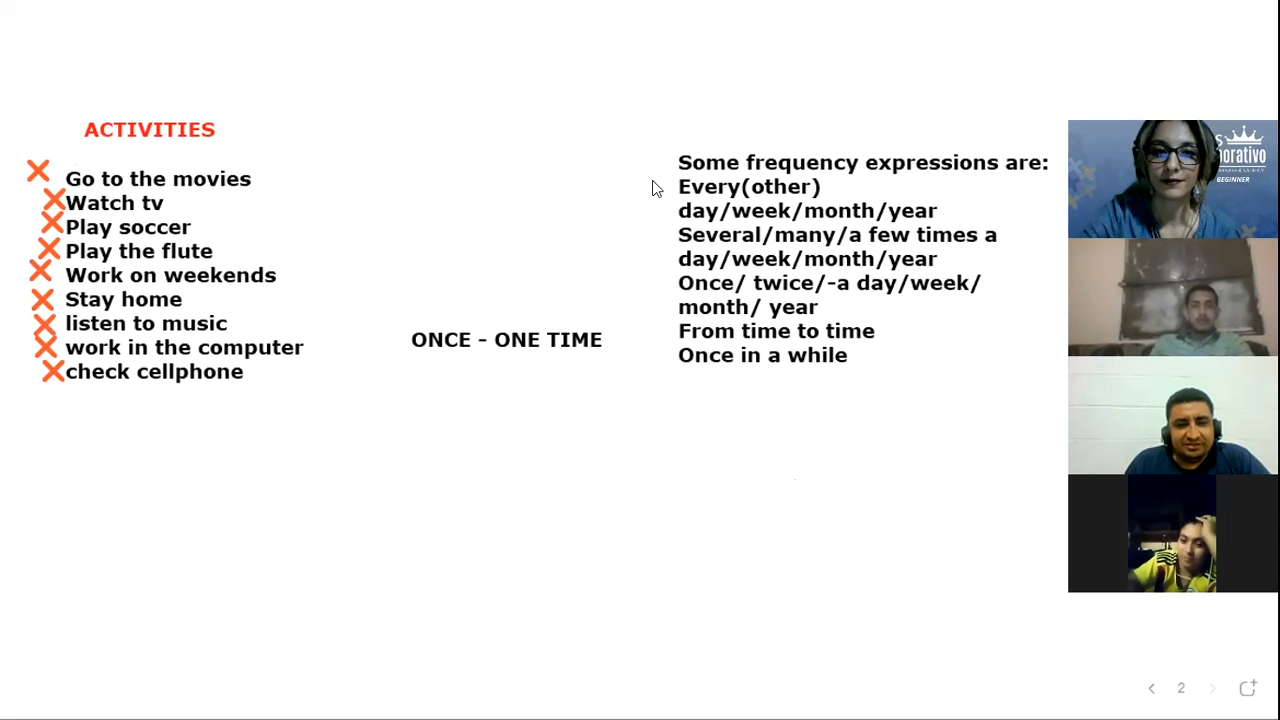 ACTIVITIES
Go to the movies
Watch tv
Play soccer
Play the flute
Work on weekends
Stay home
listen to music
work in the computer
check cellphone
ONCE - ONE TIME
Some frequency expressions are:
Every(other)
day/week/month/year
Several/many/a few times a
day/week/month/year
Once/ twice/-a day/week/
month/ year
From time to time
Once in a while
BEGINNER
2